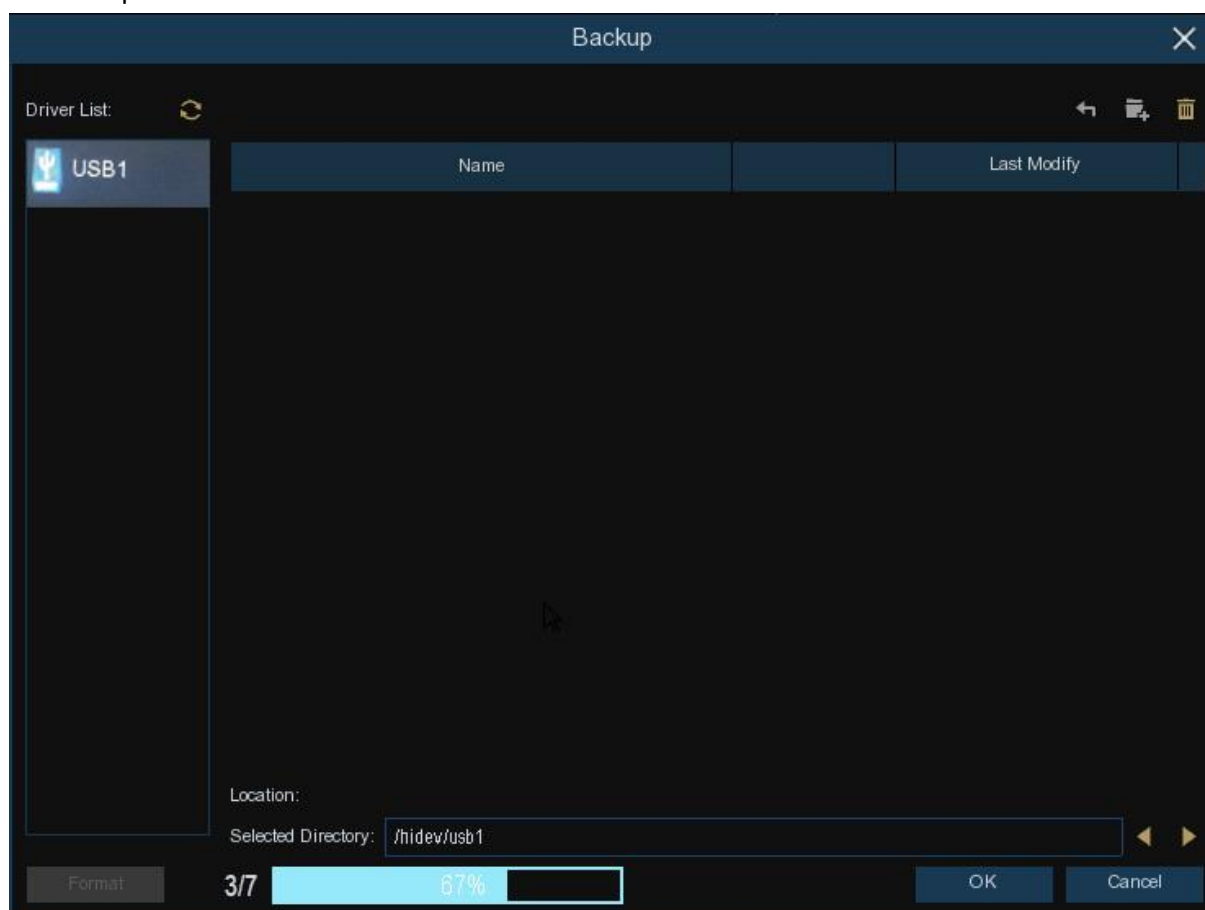 Backup
Driver List:
USB1
Name Last Modify
Location:
Selected Directory: /hidev/usb1
Format 3/7 67% OK Cancel